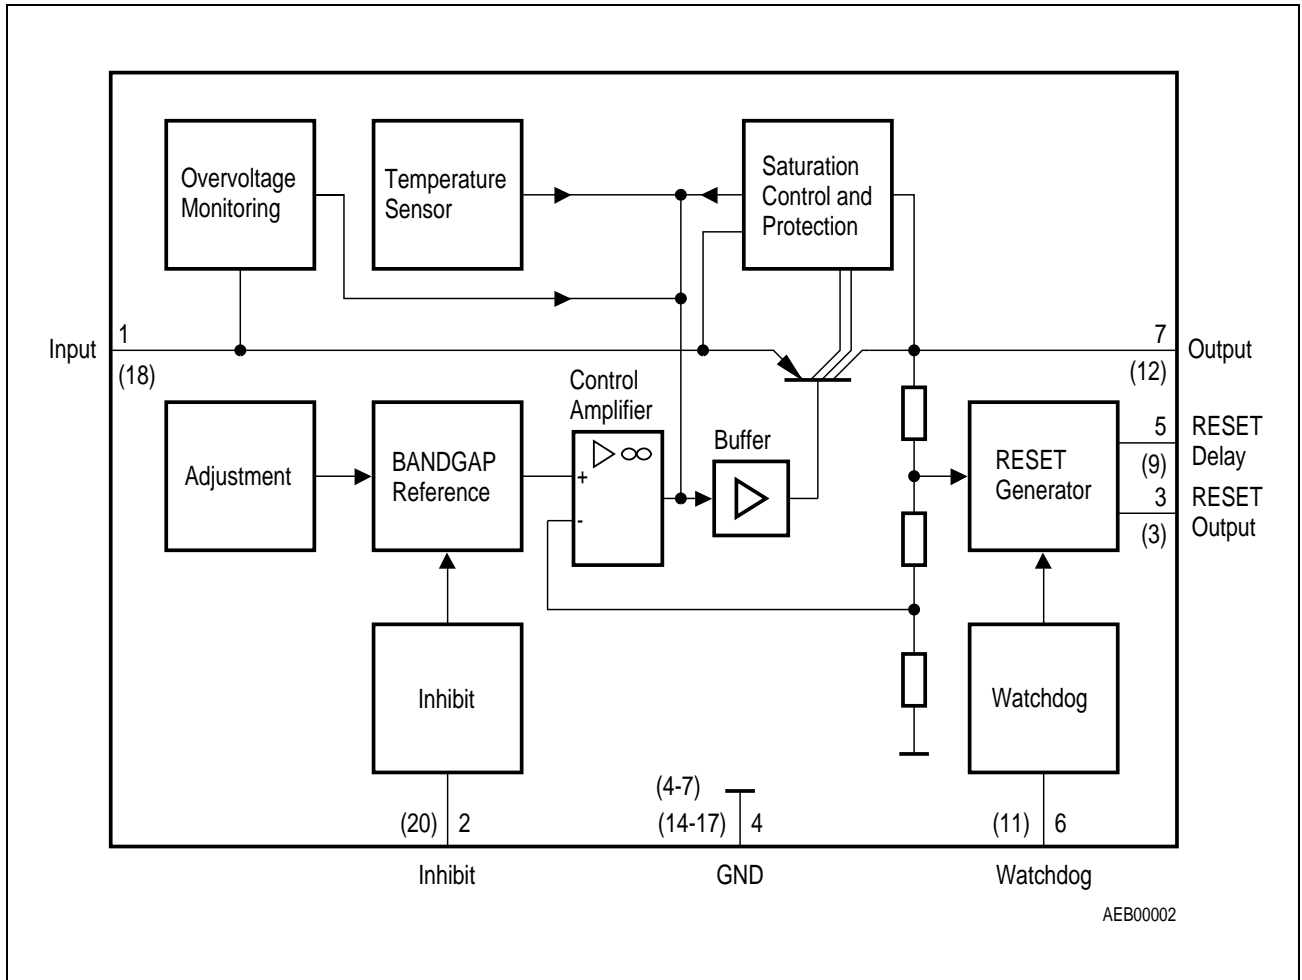 Overvoltage
Monitoring
Temperature
Sensor
Saturation
Control and
Protection
Input
1
(18)
7
(12)
Output
Control
Amplifier
Adjustment
BANDGAP
Reference
+
-
∞
Buffer
RESET
Generator
5
(9)
RESET
Delay
3
(3)
RESET
Output
Inhibit
Watchdog
(20) 2
(4-7)
(14-17) 4
(11) 6
Inhibit
GND
Watchdog
AEB00002